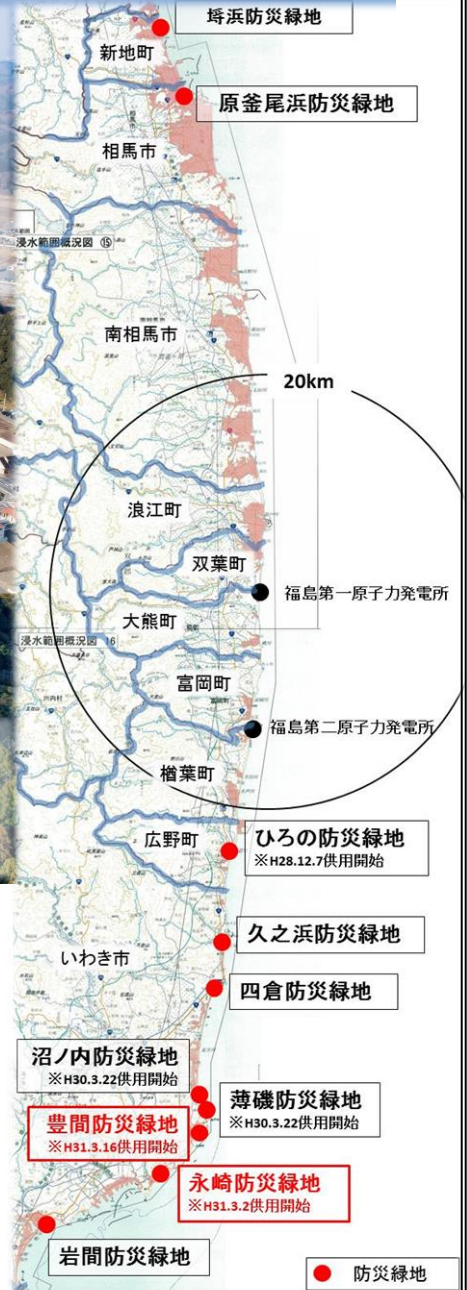 埓浜防災緑地
新地町
原釜尾浜防災緑地
相馬市
浸水範囲概況図 ⑮
南相馬市
20km
浪江町
双葉町
福島第一原子力発電所
大熊町
浸水範囲概況図 16
富岡町
福島第二原子力発電所
楢葉町
広野町
ひろの防災緑地
※H28.12.7供用開始
久之浜防災緑地
いわき市
四倉防災緑地
沼ノ内防災緑地
※H30.3.22供用開始
薄磯防災緑地
※H30.3.22供用開始
豊間防災緑地
※H31.3.16供用開始
永崎防災緑地
※H31.3.2供用開始
岩間防災緑地
防災緑地